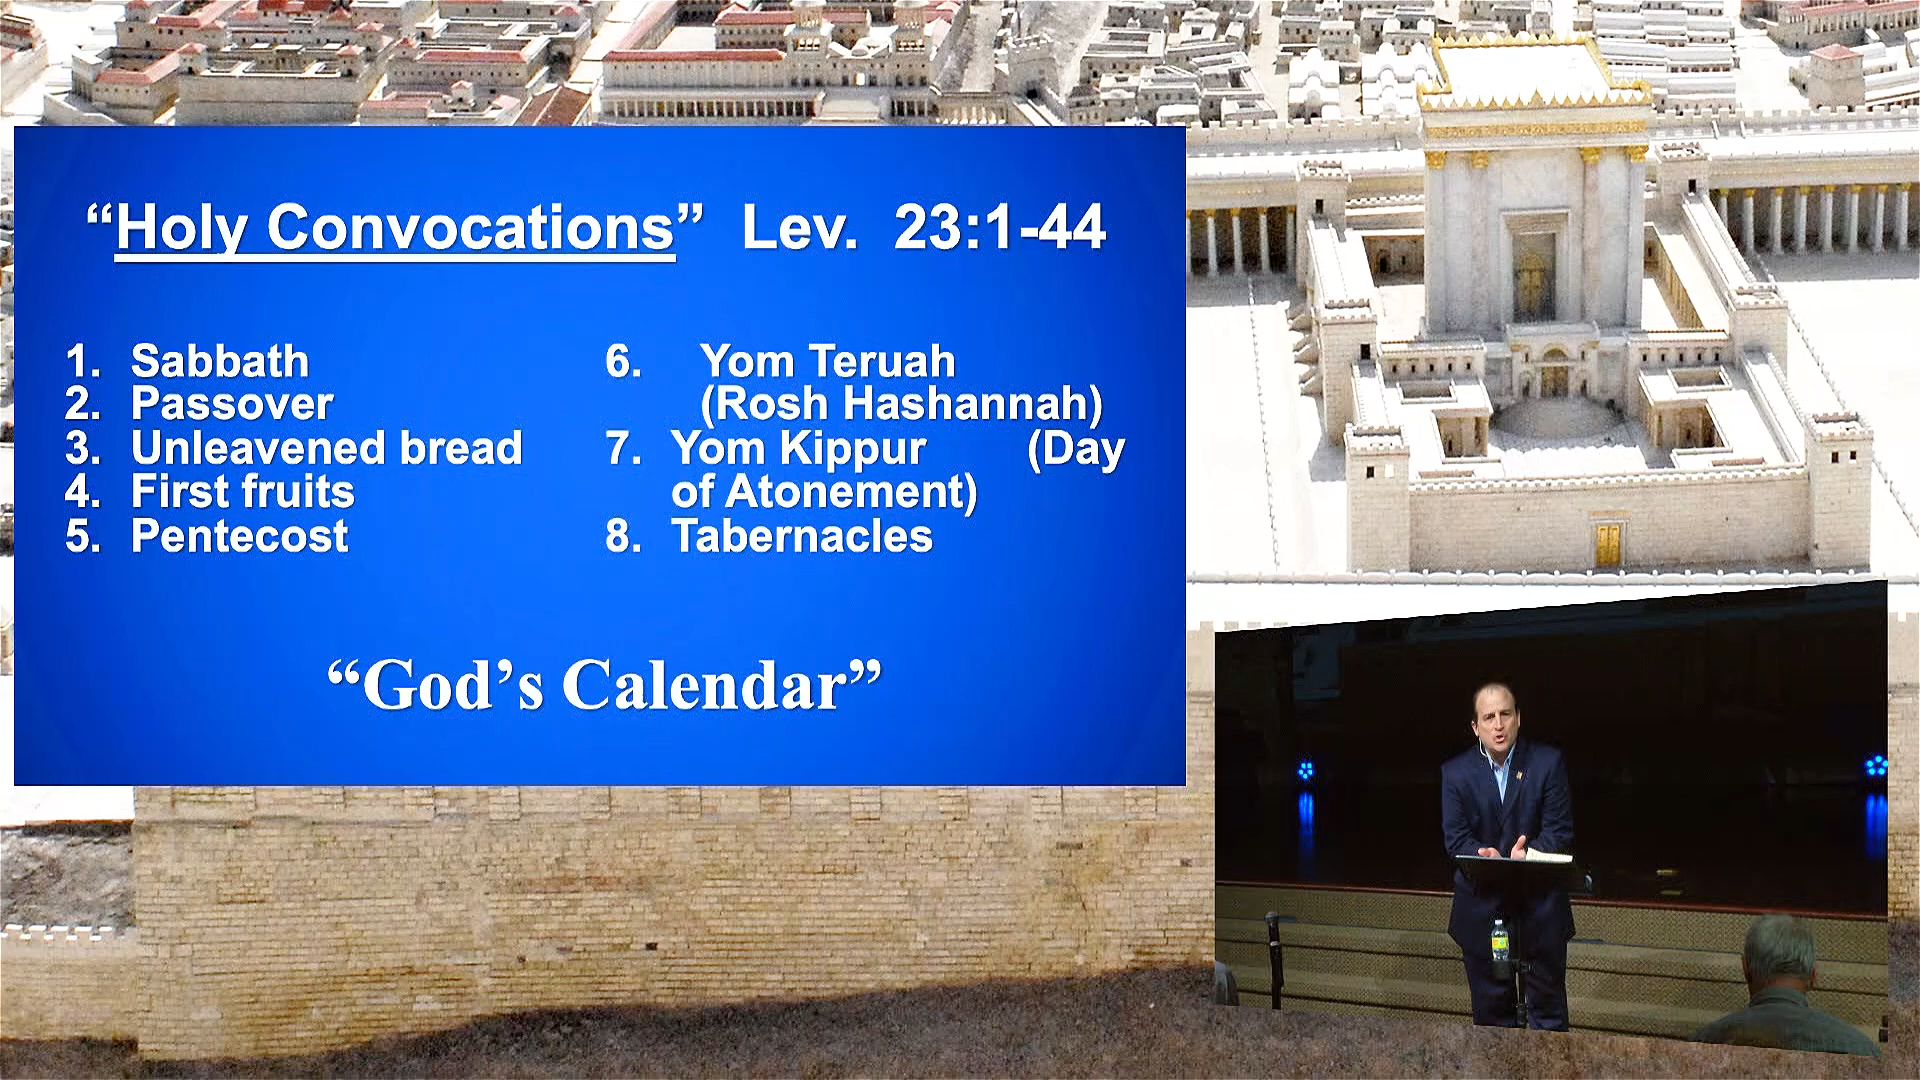 “Holy Convocations” Lev. 23:1-44
1. Sabbath
2. Passover
3. Unleavened bread
4. First fruits
5. Pentecost
6. Yom Teruah
(Rosh Hashannah)
7. Yom Kippur (Day
of Atonement)
8. Tabernacles
“God’s Calendar”